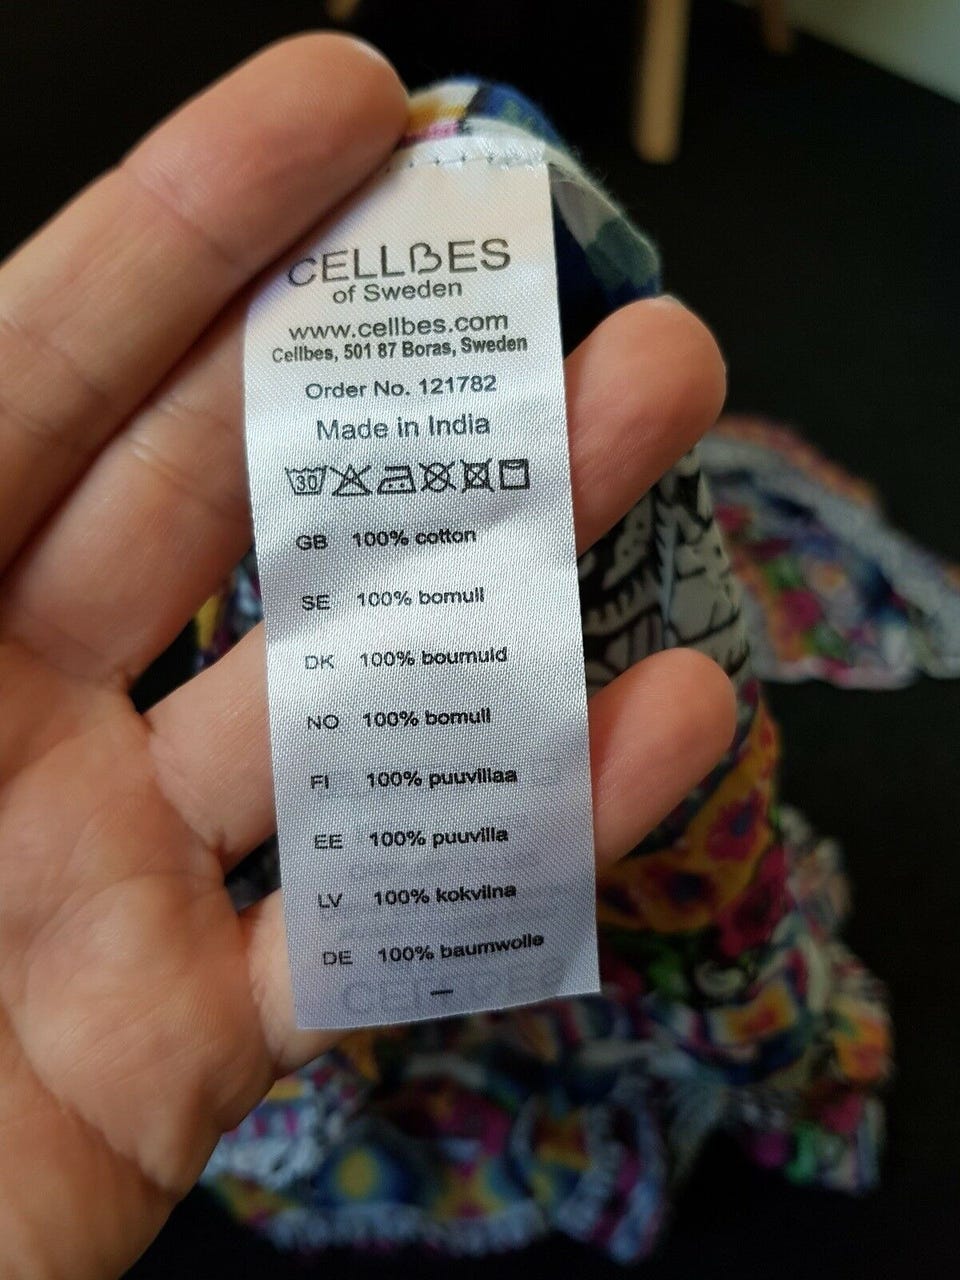 CELLBES
of Sweden
www.cellbes.com
Cellbes, 501 87 Boras, Sweden
Order No. 121782
Made in India
30
GB 100% cotton
SE 100% bomull
DK 100% boumuld
NO 100% bomull
FI 100% puuvillaa
EE 100% puuvilla
LV 100% kokvilna
DE 100% baumwolle